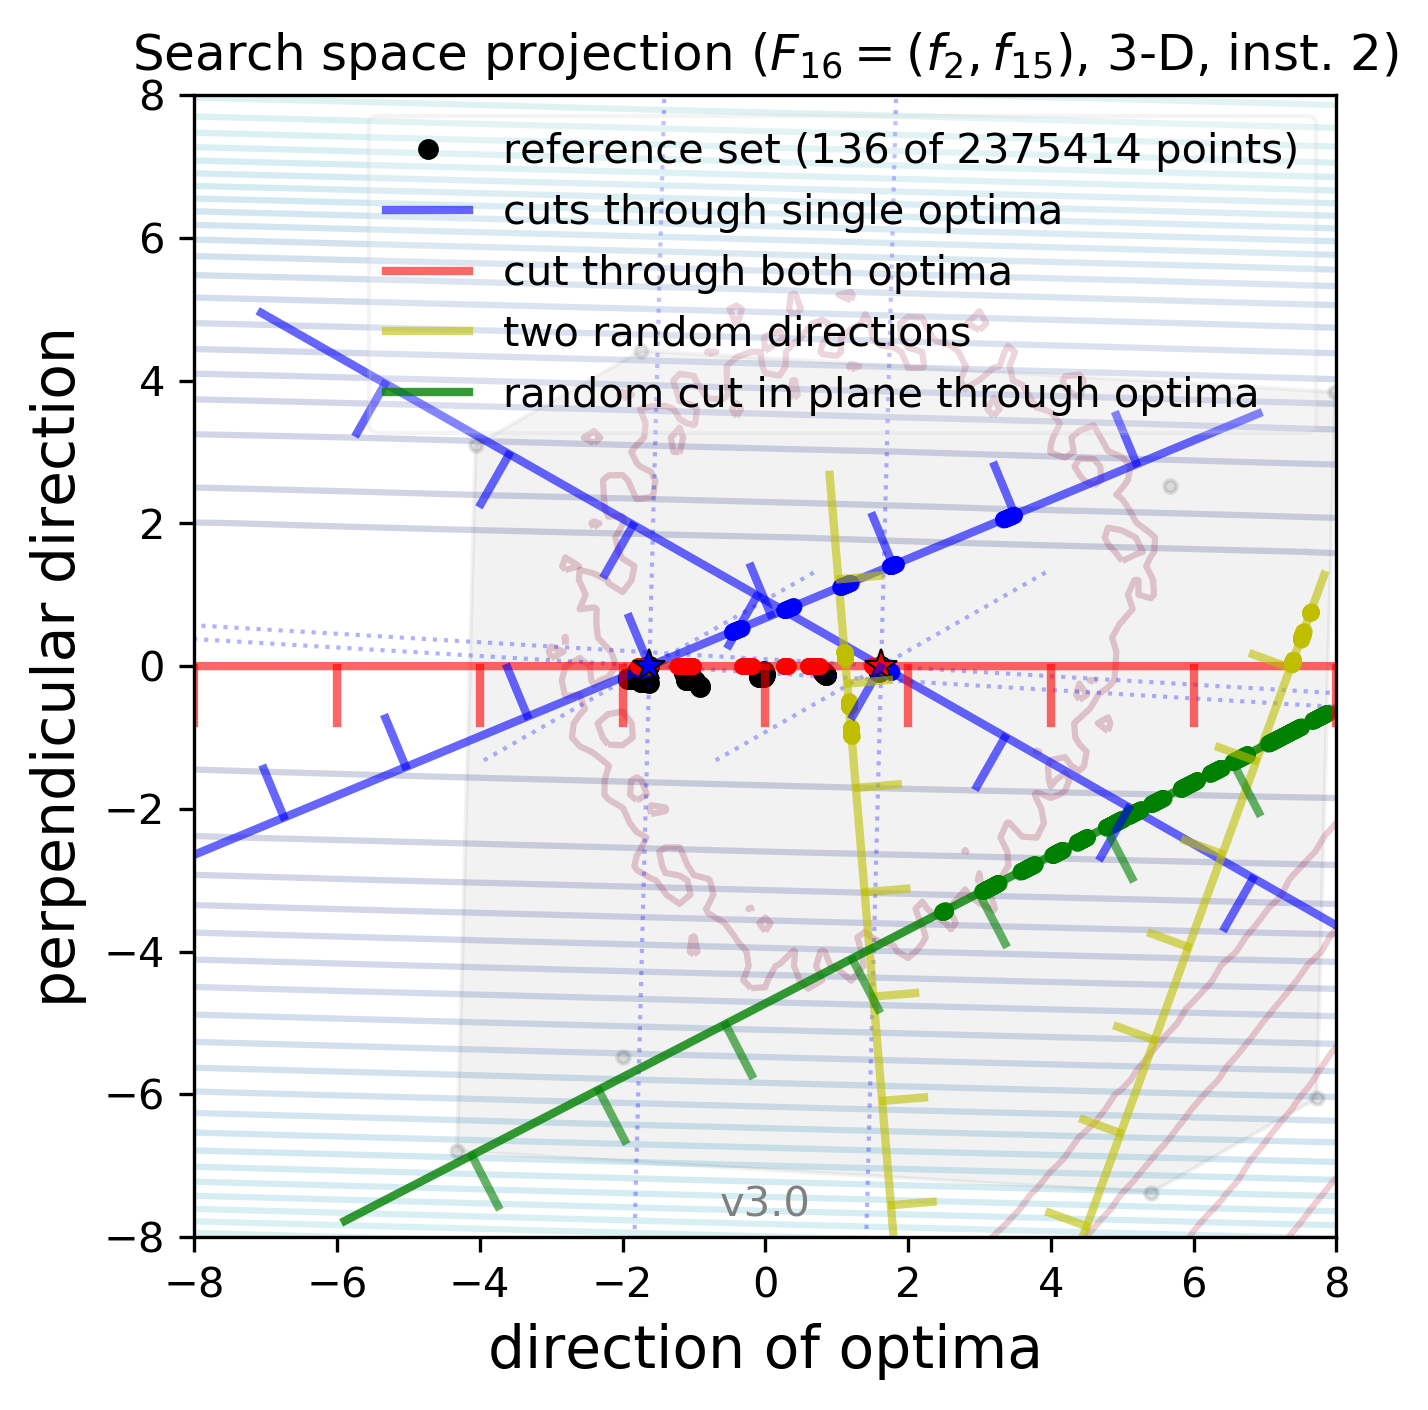 Search space projection (F₁₆ = (f₂, f₁₅), 3-D, inst. 2)
reference set (136 of 2375414 points)
cuts through single optima
cut through both optima
two random directions
random cut in plane through optima
perpendicular direction
8
6
4
2
0
−2
−4
−6
−8
v3.0
−8 −6 −4 −2 0 2 4 6 8
direction of optima